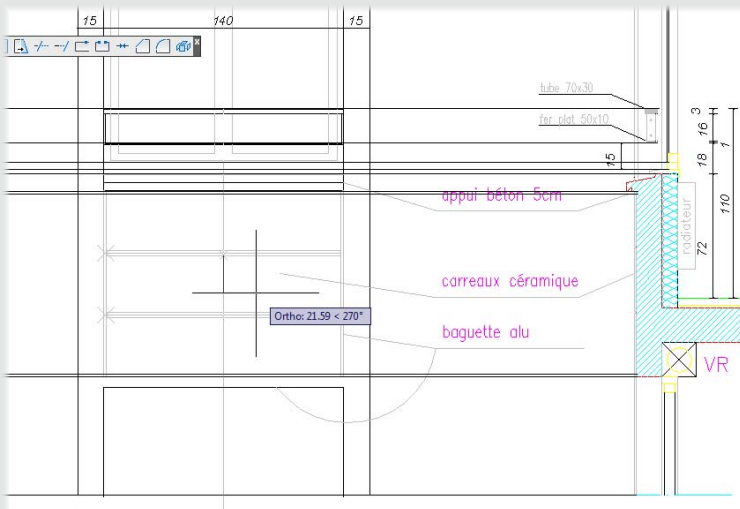 15 140 15
tube 70x30
fer plat 50x10
3
16
1
15
18
appui béton 5cm
radiateur
110
72
carreaux céramique
Ortho: 21.59 < 270°
baguette alu
VR